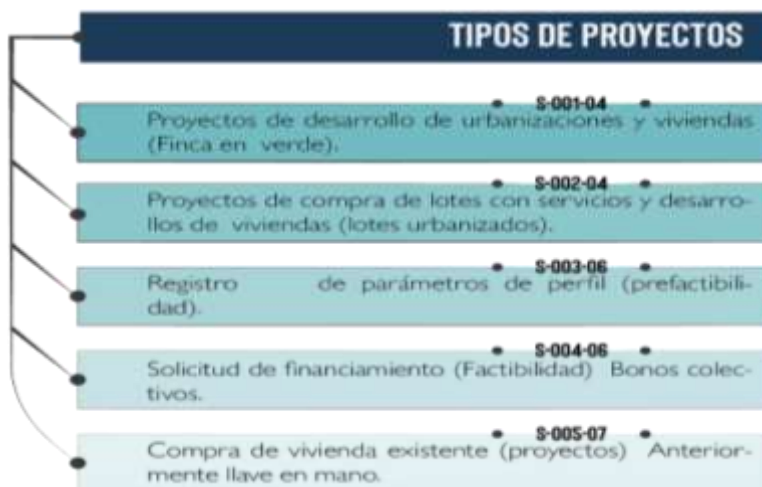 TIPOS DE PROYECTOS
S-001-04
Proyectos de desarrollo de urbanizaciones y viviendas
(Finca en verde).
S-002-04
Proyectos de compra de lotes con servicios y desarro-
llos de viviendas (lotes urbanizados).
S-003-06
Registro de parámetros de perfil (prefactibili-
dad).
S-004-06
Solicitud de financiamiento (Factibilidad) Bonos colec-
tivos.
S-005-07
Compra de vivienda existente (proyectos) Anterior-
mente llave en mano.